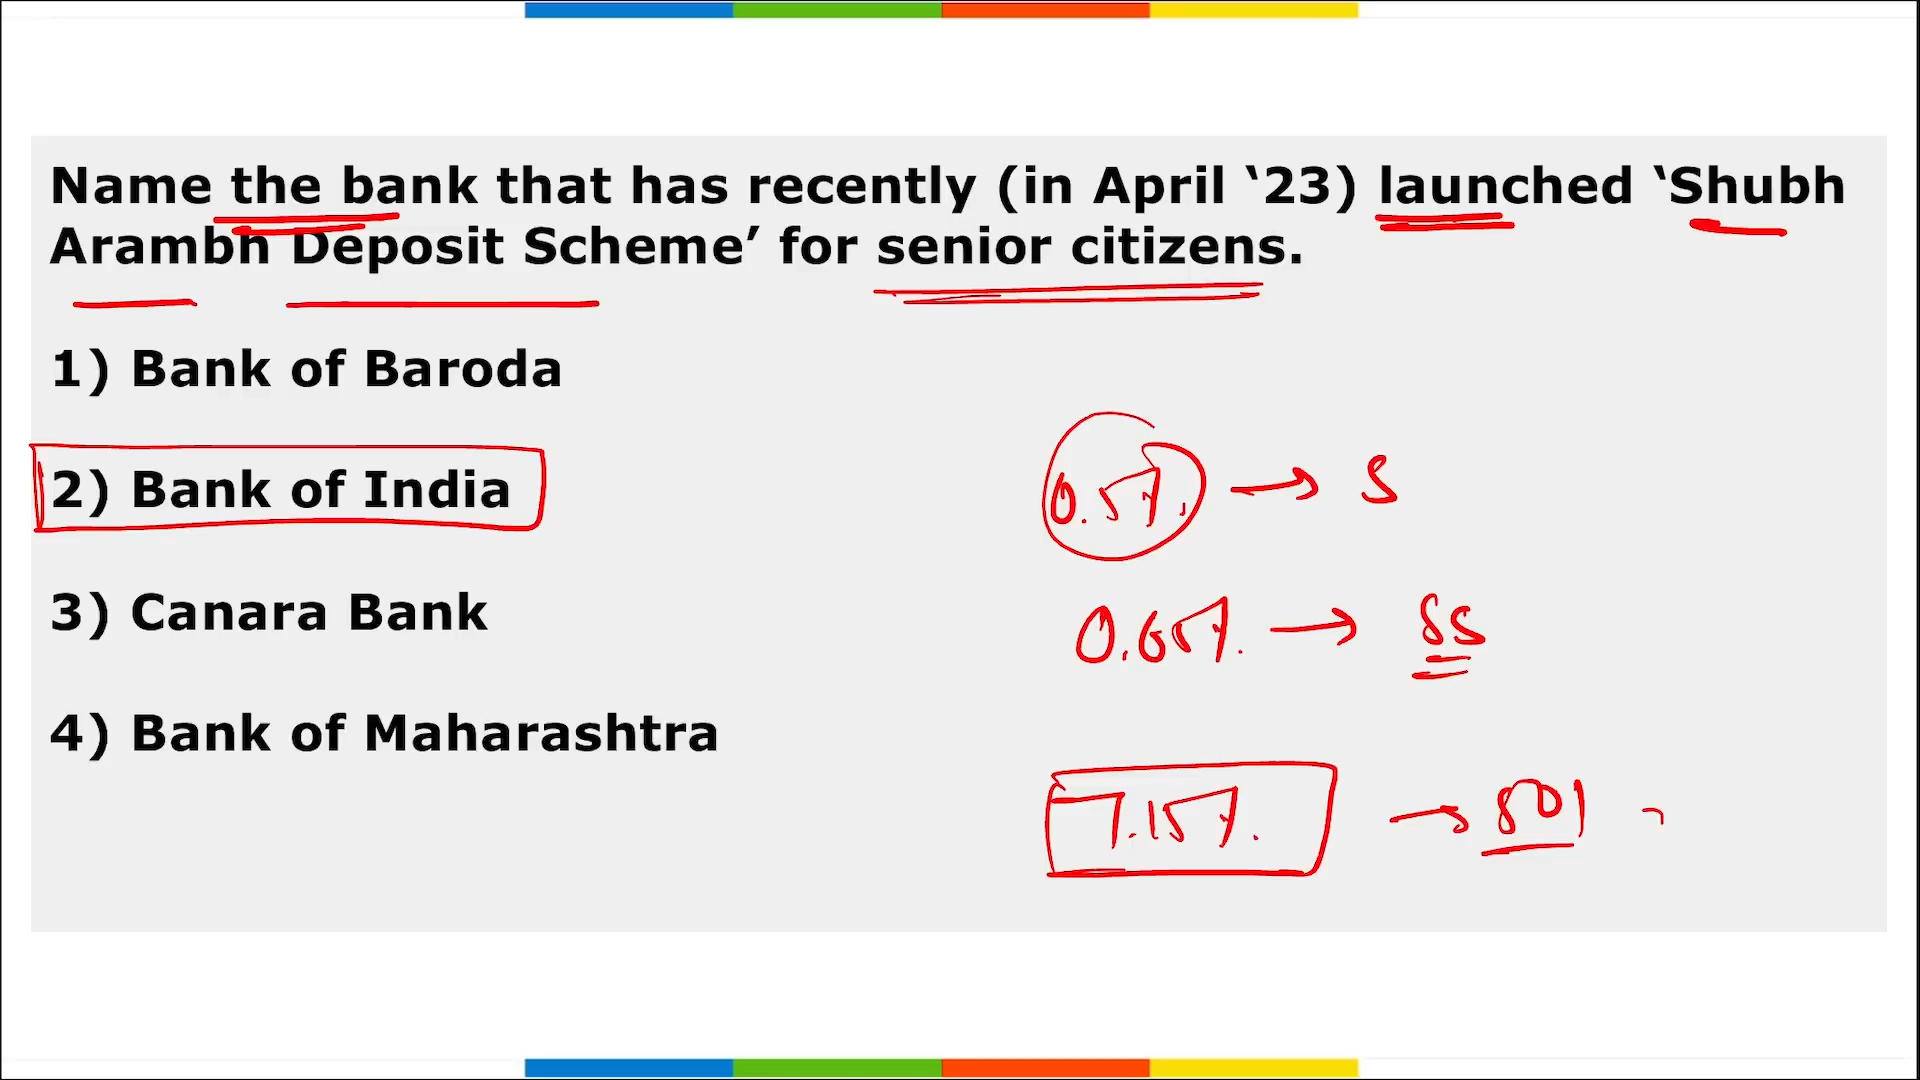 Name the bank that has recently (in April ‘23) launched ‘Shubh
Arambh Deposit Scheme’ for senior citizens.
1) Bank of Baroda
2) Bank of India
0.5%. → S
3) Canara Bank
0.65%. → SS
4) Bank of Maharashtra
7.15%. → 501